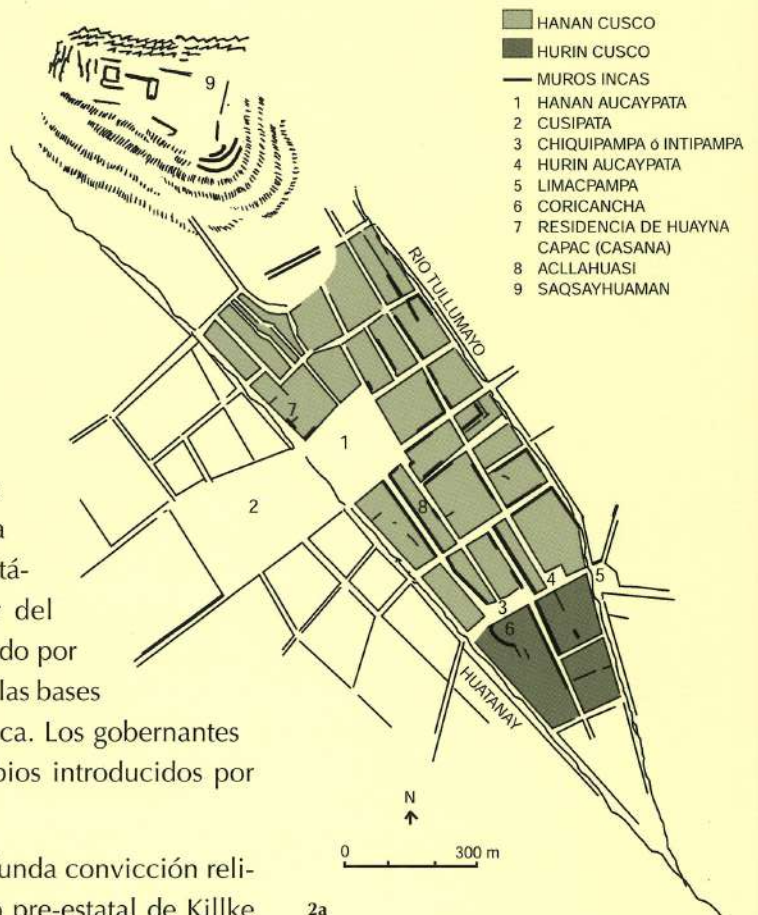 HANAN CUSCO
HURIN CUSCO
MUROS INCAS
1 HANAN AUCAYPATA
2 CUSIPATA
3 CHIQUIPAMPA ó INTIPAMPA
4 HURIN AUCAYPATA
5 LIMACPAMPA
6 CORICANCHA
7 RESIDENCIA DE HUAYNA
CAPAC (CASANA)
8 ACLLAHUASI
9 SAQSAYHUAMAN
9
RIO TULLUMAYO
7
1
2
8
4
5
3
6
HUATANAY
N
0 300 m
2a
a
tá-
del
do por
las bases
ca. Los gobernantes
bios introducidos por
unda convicción reli-
pre-estatal de Killke